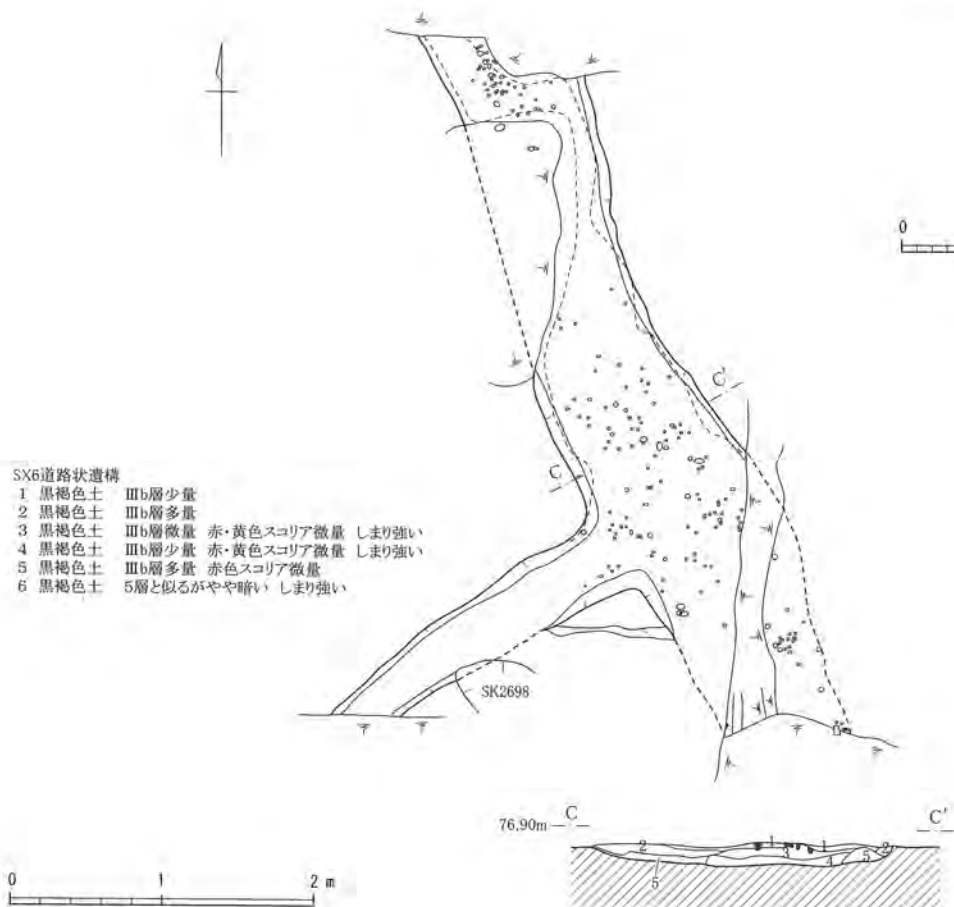 0
C'
C
SX6道路状遺構
1 黒褐色土 Ⅲb層少量
2 黒褐色土 Ⅲb層多量
3 黒褐色土 Ⅲb層微量 赤・黄色スコリア微量 しまり強い
4 黒褐色土 Ⅲb層少量 赤・黄色スコリア微量 しまり強い
5 黒褐色土 Ⅲb層多量 赤色スコリア微量
6 黒褐色土 5層と似るがやや暗い しまり強い
SK2698
76.90m C C'
2 1 3 1 4 5 2
5
0 1 2 m